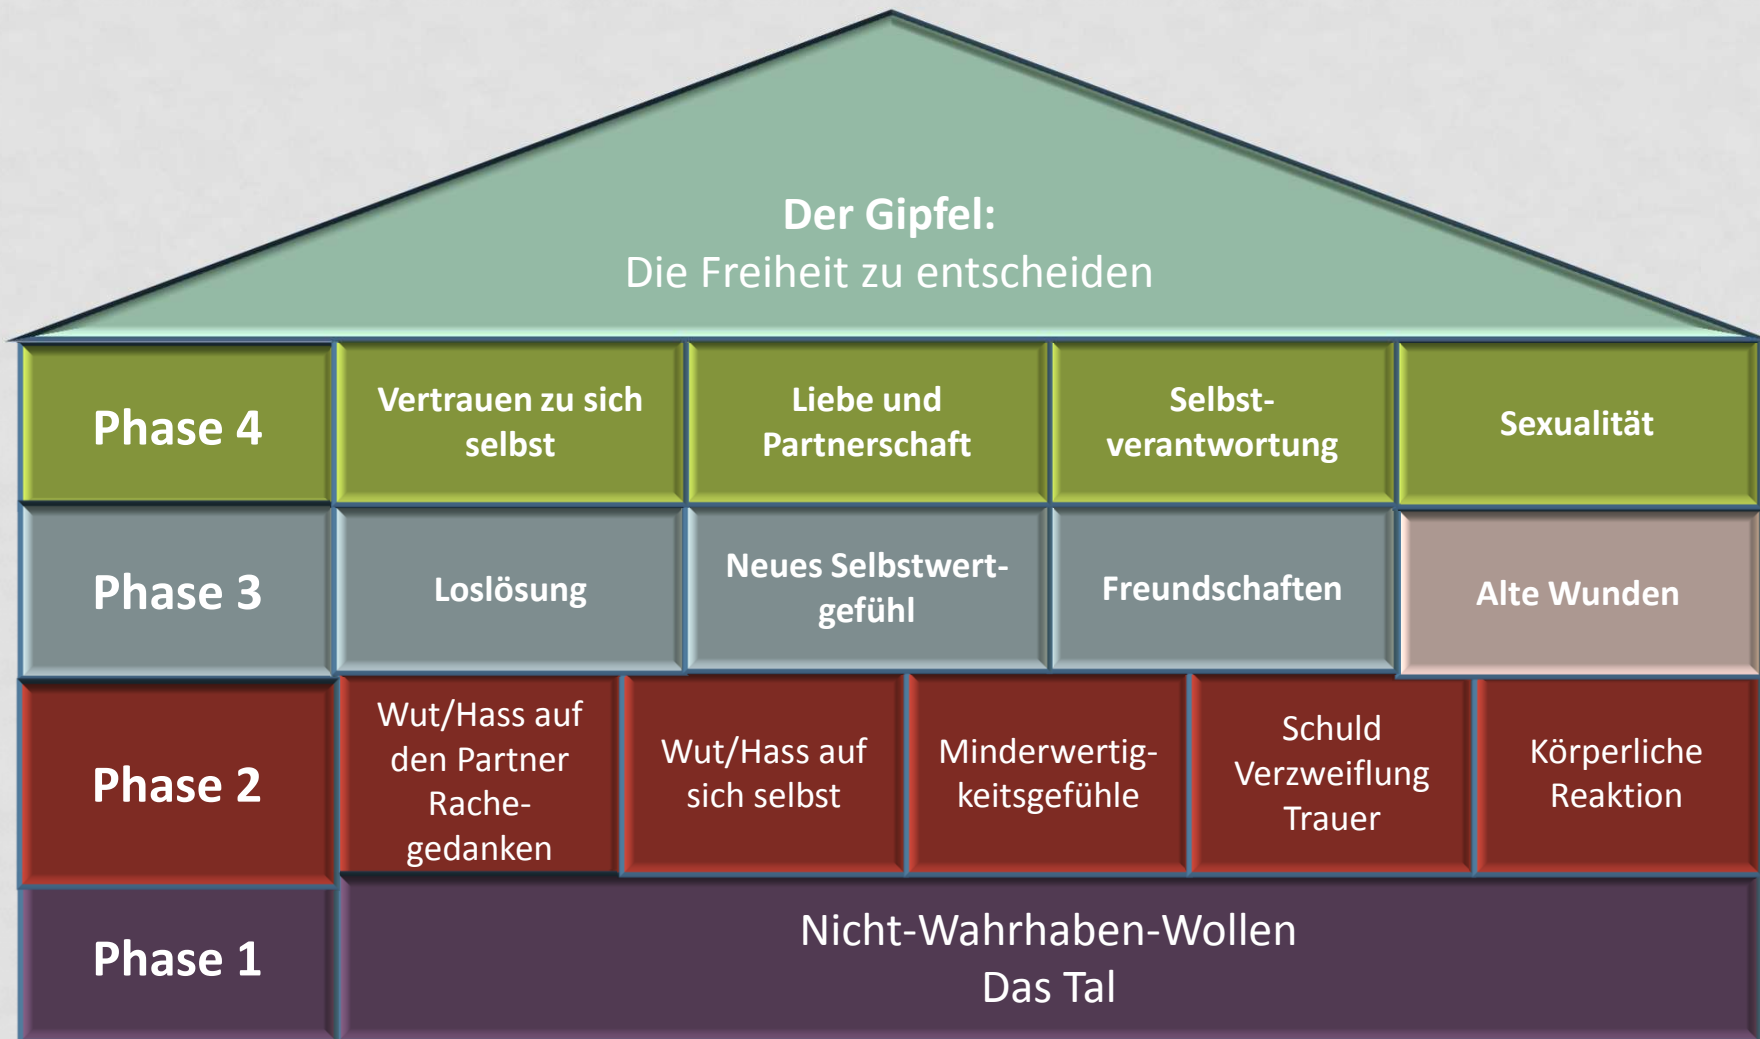 Der Gipfel:
Die Freiheit zu entscheiden
Phase 4
Vertrauen zu sich
selbst
Liebe und
Partnerschaft
Selbst-
verantwortung
Sexualität
Phase 3
Loslösung
Neues Selbstwert-
gefühl
Freundschaften
Alte Wunden
Phase 2
Wut/Hass auf
den Partner
Rache-
gedanken
Wut/Hass auf
sich selbst
Minderwertig-
keitsgefühle
Schuld
Verzweiflung
Trauer
Körperliche
Reaktion
Phase 1
Nicht-Wahrhaben-Wollen
Das Tal